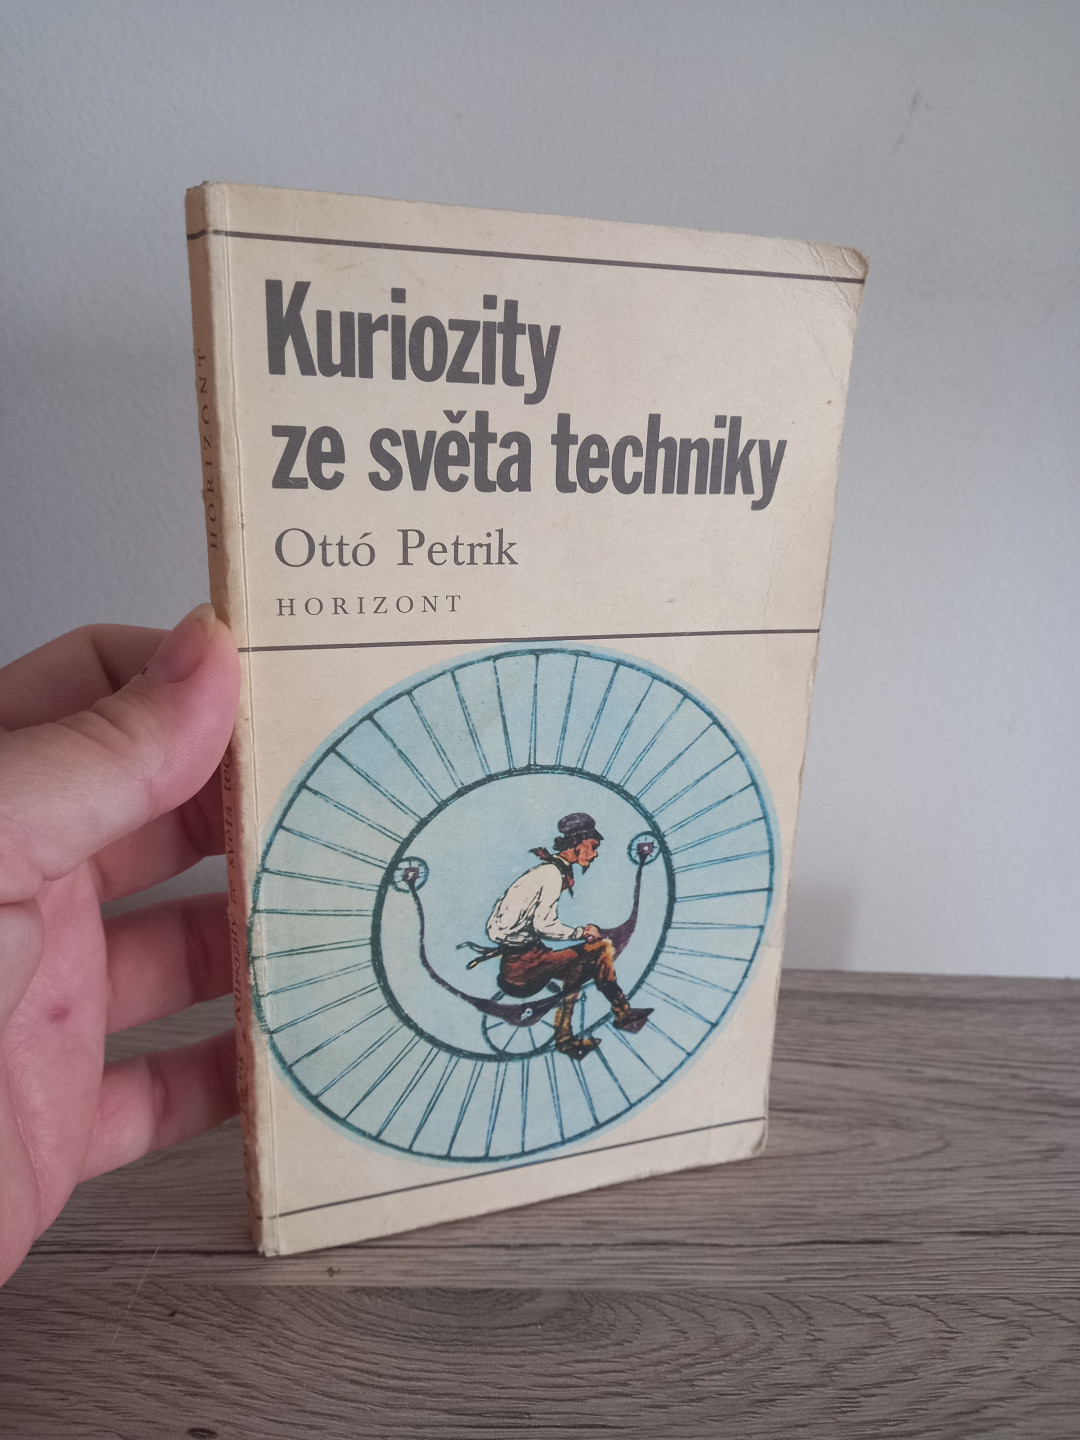 Kuriozity
ze světa techniky
Ottó Petrik
HORIZONT
HORIZONT